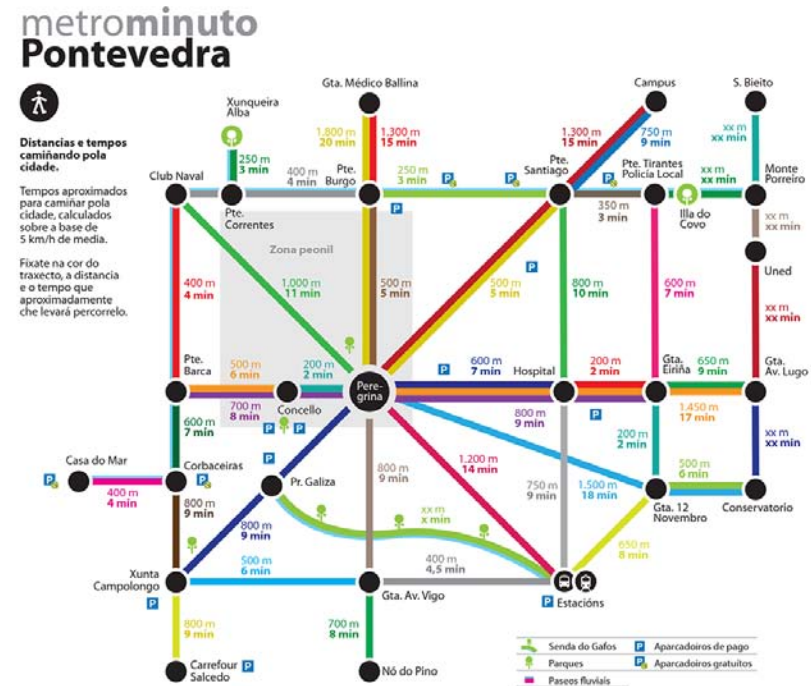 metrominuto
Pontevedra
Distancias e tempos
camiñando pola
cidade.
Tempos aproximados
para camiñar pola
cidade, calculados
sobre a base de
5 km/h de media.
Fixate na cor do
traxecto, a distancia
e o tempo que
aproximadamente
che levará percorrelo.
Gta. Médico Ballina
Campus
S. Bieito
Xunqueira
Alba
1.800 m
20 min
1.300 m
15 min
1.300 m
15 min
750 m
9 min
xx m
xx min
250 m
3 min
Club Naval
400 m
4 min
Pte.
Burgo
250 m
3 min
P
P
Pte.
Santiago
P
Pte. Tirantes
Policía Local
xx m
xx min
Monte
Porreiro
Pte.
Correntes
P
350 m
3 min
Illa do
Covo
xx m
xx min
Zona peonil
Uned
400 m
4 min
1.000 m
11 min
500 m
5 min
500 m
5 min
P
800 m
10 min
600 m
7 min
xx m
xx min
Pte.
Barca
500 m
6 min
200 m
2 min
Pere-
grina
P
600 m
7 min
Hospital
200 m
2 min
Gta.
Eiriña
650 m
9 min
Gta.
Av. Lugo
700 m
8 min
Concello
P
P
800 m
9 min
P
1.450 m
17 min
600 m
7 min
200 m
2 min
xx m
xx min
Casa do Mar
P
400 m
4 min
Corbaceiras
P
P
Pr. Galiza
800 m
9 min
1.200 m
14 min
750 m
9 min
1.500 m
18 min
500 m
6 min
Gta. 12
Novembro
Conservatorio
800 m
9 min
800 m
9 min
xx m
x min
650 m
8 min
Xunta
Campolongo
P
500 m
6 min
400 m
4,5 min
Gta. Av. Vigo
P Estacións
800 m
9 min
700 m
8 min
Carrefour P
Salcedo
Nó do Pino
Senda do Gafos
P Aparcadoiros de pago
Parques
P Aparcadoiros gratuítos
Paseos fluviais